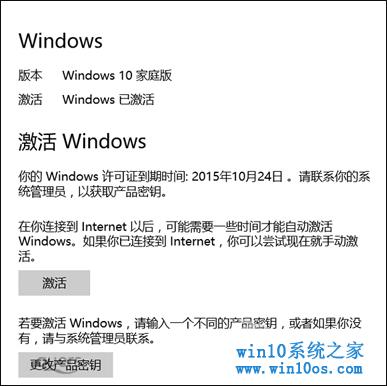 Windows
版本 Windows 10 家庭版
激活 Windows 已激活
激活 Windows
你的 Windows 许可证到期时间: 2015年10月24日 。请联系你的系
统管理员，以获取产品密钥。
在你连接到 Internet 以后，可能需要一些时间才能自动激活
Windows。如果你已连接到 Internet，你可以尝试现在就手动激
活。
激活
若要激活 Windows，请输入一个不同的产品密钥，或者如果你没
有，请与系统管理员联系。
更改产品密钥
win10系统之家
www.win10os.com